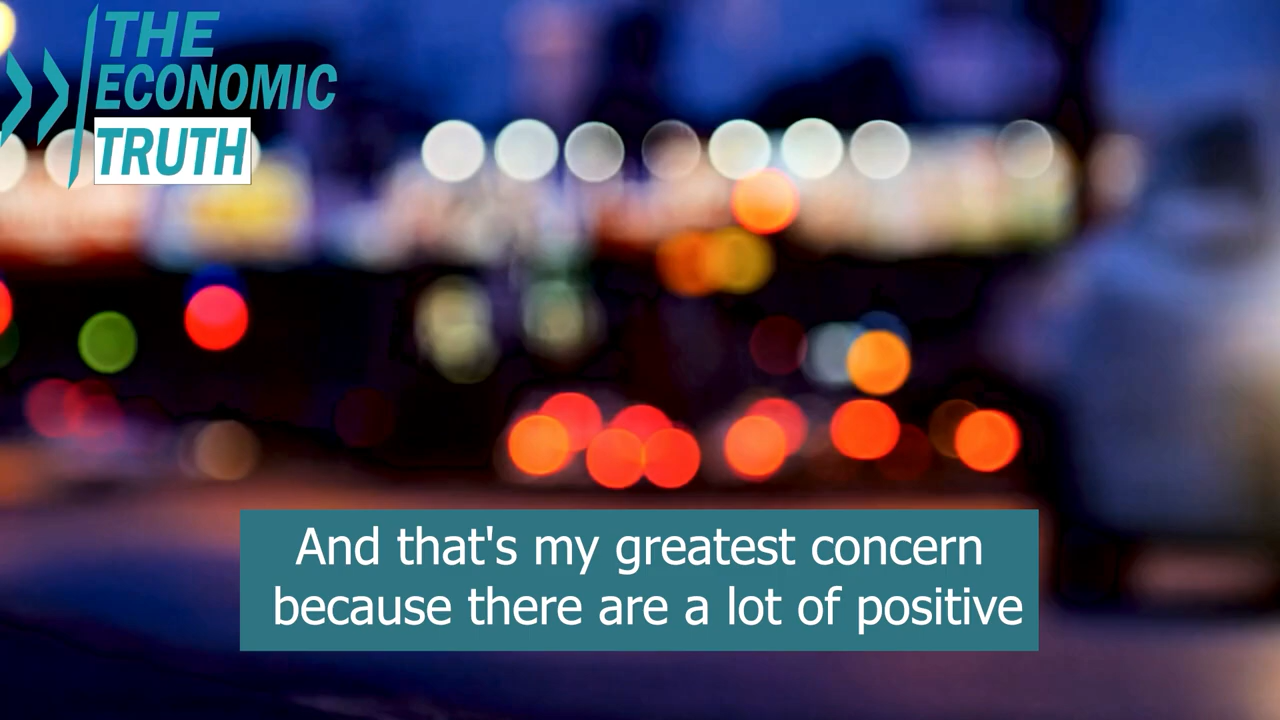 THE
ECONOMIC
TRUTH
And that's my greatest concern
because there are a lot of positive